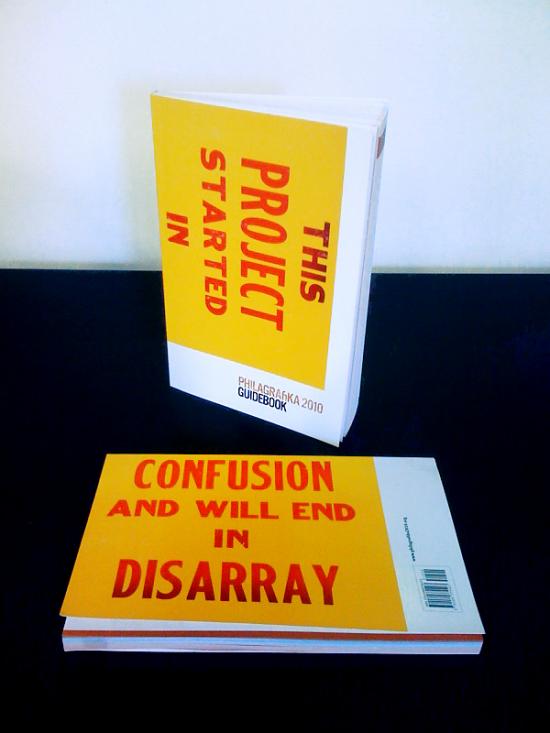 THIS
PROJECT
STARTED
IN
PHILAGRAfiKA 2010
GUIDEBOOK
CONFUSION
AND WILL END
IN
DISARRAY